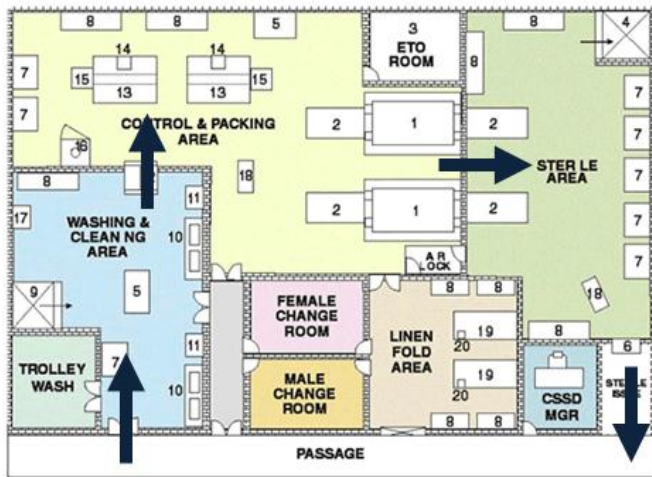 8
8
5
3
ETO
ROOM
8
4
14
14
7
15
13
13
15
8
7
7
2
1
2
7
CONTROL & PACKING
AREA
16
7
STER LE
AREA
8
18
11
2
1
2
7
17
WASHING &
CLEAN NG
AREA
10
7
A R
LOCK
9
5
8
8
18
FEMALE
CHANGE
ROOM
LINEN
FOLD
AREA
19
20
8
11
6
TROLLEY
WASH
7
MALE
CHANGE
ROOM
19
20
CSSD
MGR
10
8
8
PASSAGE